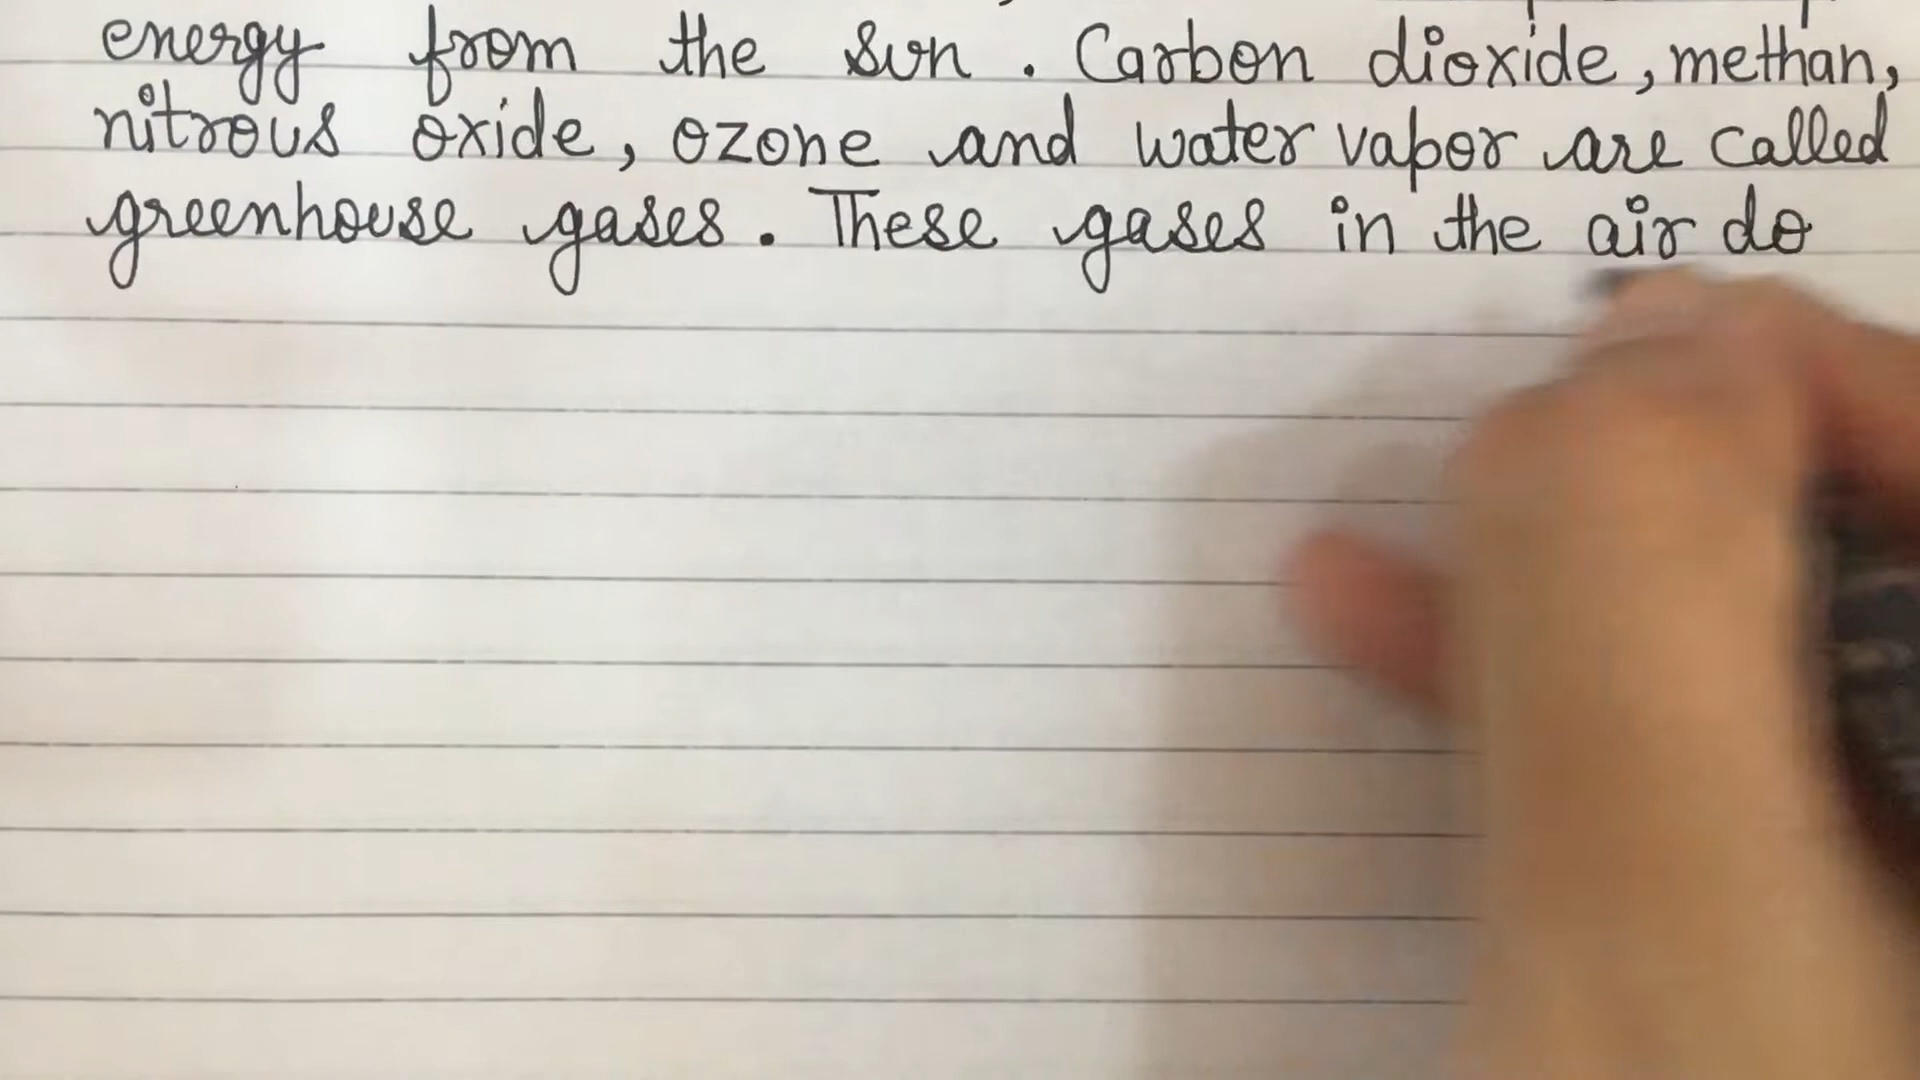 energy from the sun. Carbon dioxide, methan,
nitrous oxide, ozone and water vapor are called
greenhouse gases. These gases in the air do